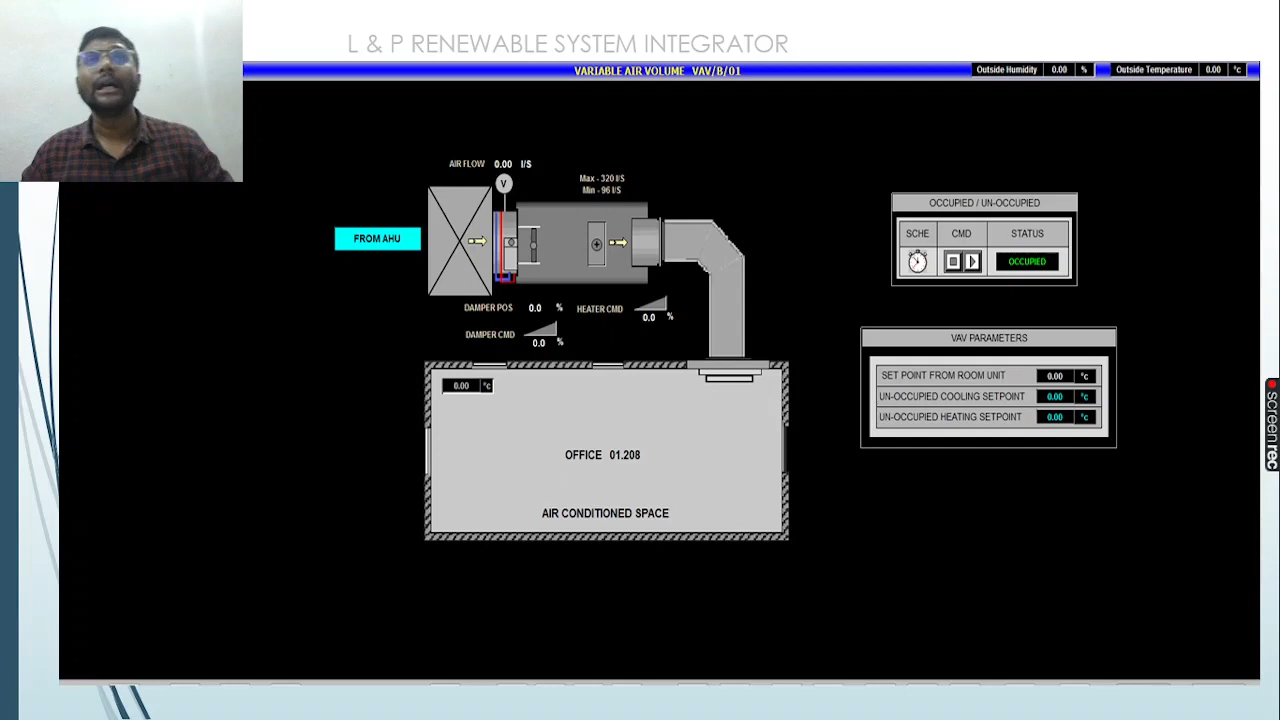 L & P RENEWABLE SYSTEM INTEGRATOR
VARIABLE AIR VOLUME VAV/B/01
Outside Humidity 0.00 %
Outside Temperature 0.00 °c
AIR FLOW 0.00 l/S
V
Max - 320 l/S
Min - 96 l/S
FROM AHU
DAMPER POS 0.0 %
HEATER CMD 0.0 %
DAMPER CMD 0.0 %
0.00 °c
OFFICE 01.208
AIR CONDITIONED SPACE
OCCUPIED / UN-OCCUPIED
SCHE CMD STATUS
OCCUPIED
VAV PARAMETERS
SET POINT FROM ROOM UNIT 0.00 °c
UN-OCCUPIED COOLING SETPOINT 0.00 °c
UN-OCCUPIED HEATING SETPOINT 0.00 °c
screenrec